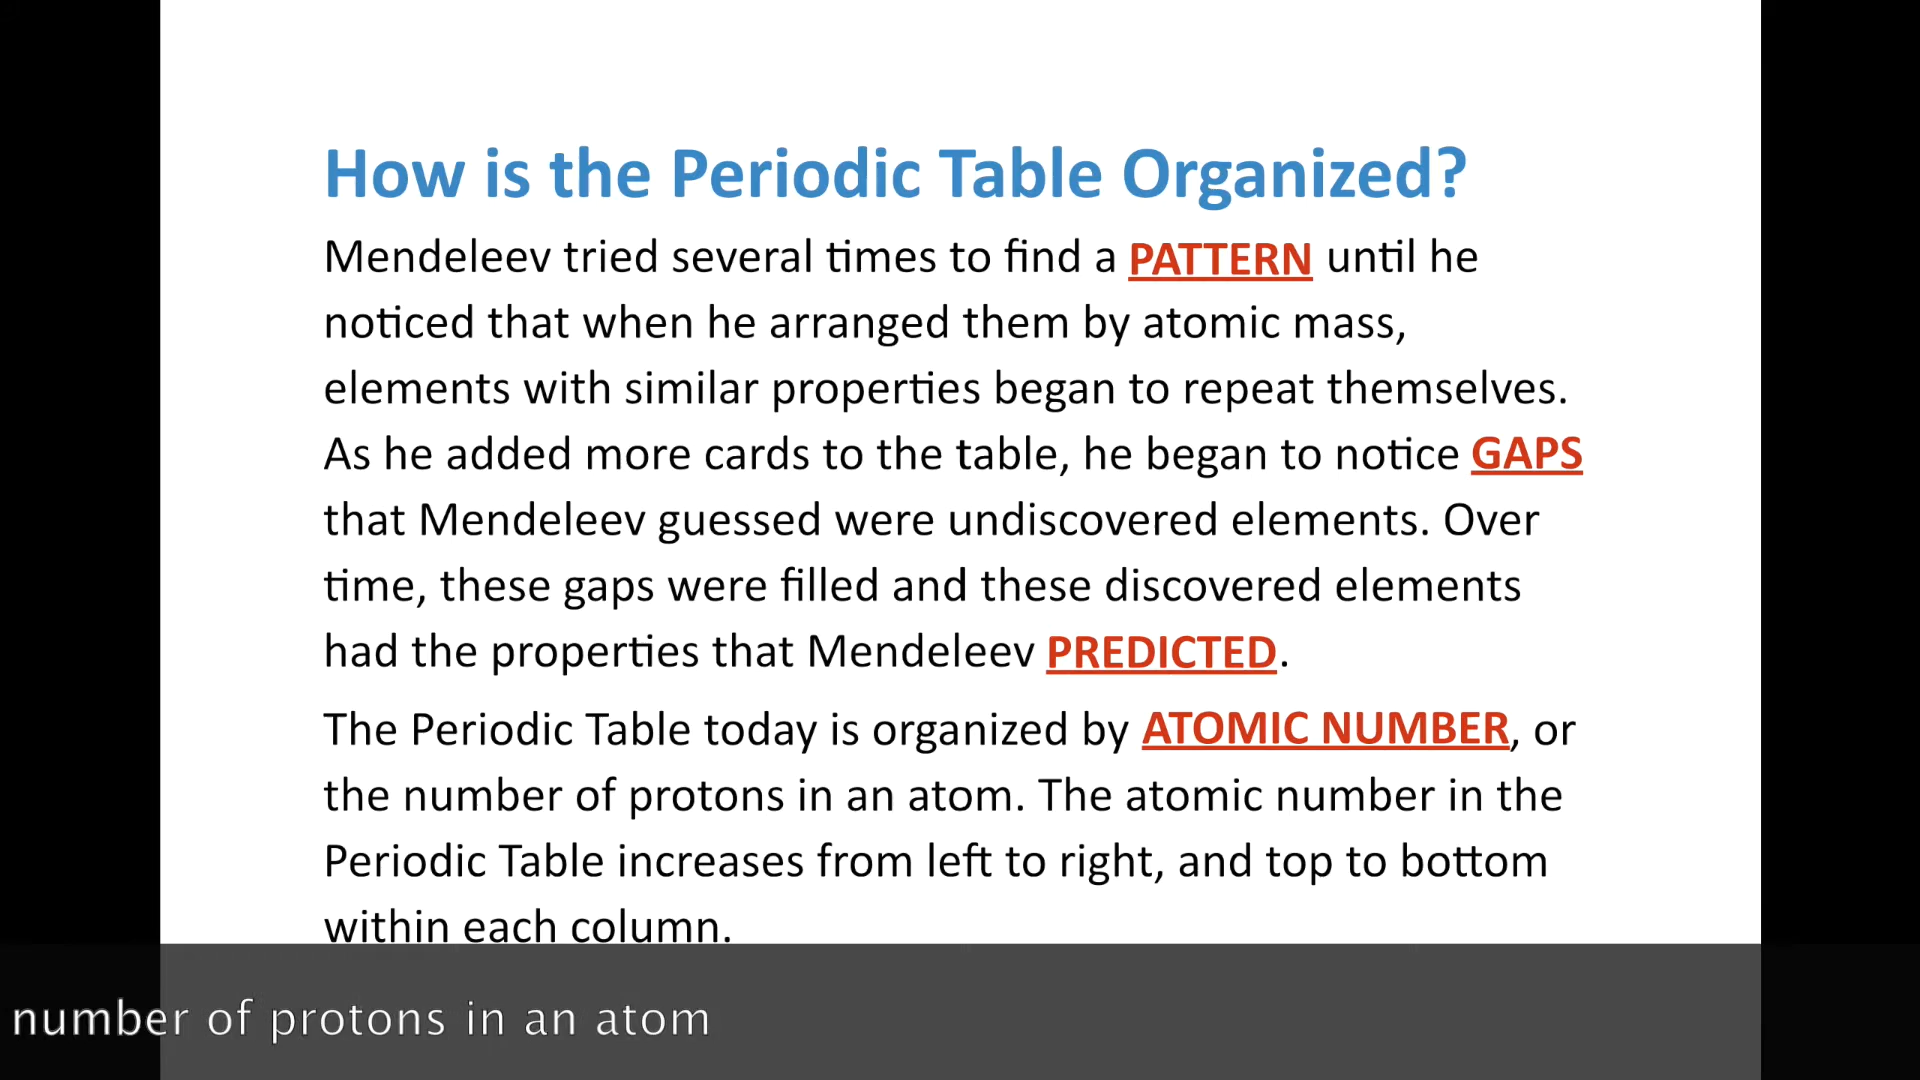 How is the Periodic Table Organized?
Mendeleev tried several times to find a PATTERN until he
noticed that when he arranged them by atomic mass,
elements with similar properties began to repeat themselves.
As he added more cards to the table, he began to notice GAPS
that Mendeleev guessed were undiscovered elements. Over
time, these gaps were filled and these discovered elements
had the properties that Mendeleev PREDICTED.
The Periodic Table today is organized by ATOMIC NUMBER, or
the number of protons in an atom. The atomic number in the
Periodic Table increases from left to right, and top to bottom
within each column.
number of protons in an atom